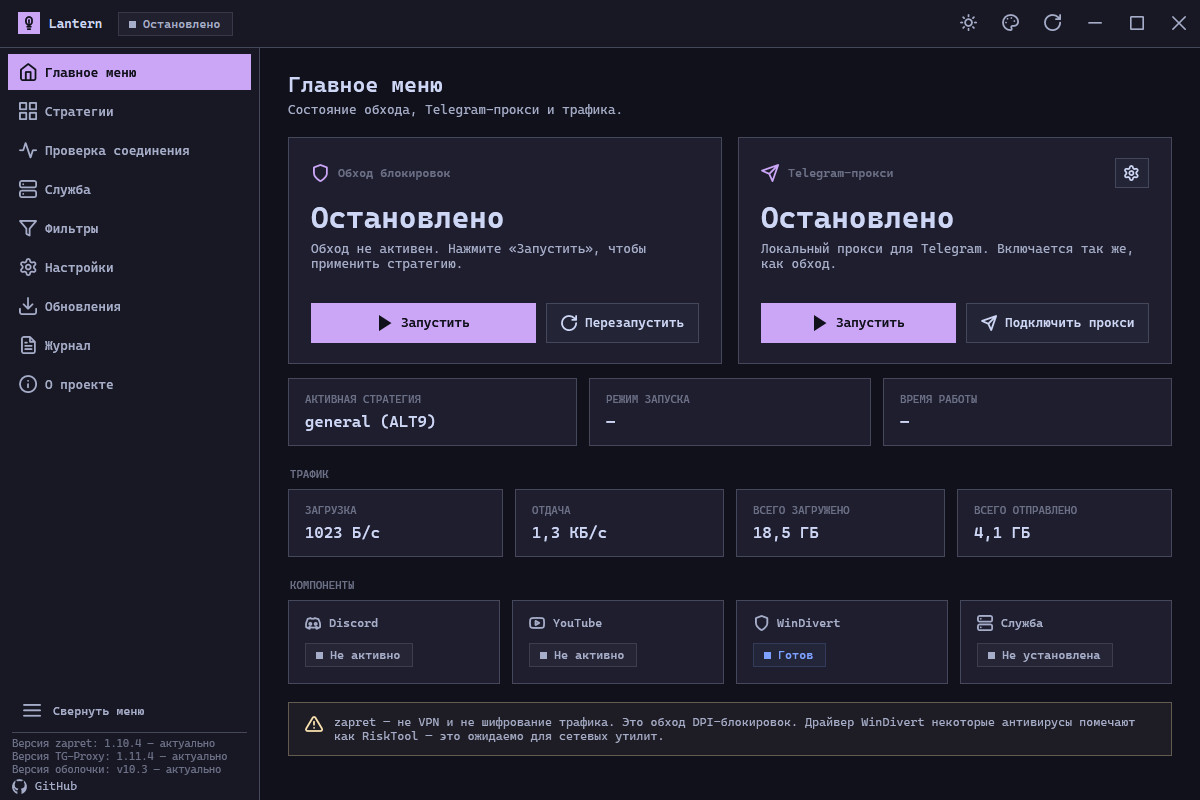 Lantern
Остановлено
Главное меню
Стратегии
Проверка соединения
Служба
Фильтры
Настройки
Обновления
Журнал
О проекте
Свернуть меню
Версия zapret: 1.10.4 — актуально
Версия TG-Proxy: 1.11.4 — актуально
Версия оболочки: v10.3 — актуально
GitHub
Главное меню
Состояние обхода, Telegram-прокси и трафика.
Обход блокировок
Остановлено
Обход не активен. Нажмите «Запустить», чтобы
применить стратегию.
Запустить
Перезапустить
Telegram-прокси
Остановлено
Локальный прокси для Telegram. Включается так же,
как обход.
Запустить
Подключить прокси
АКТИВНАЯ СТРАТЕГИЯ
general (ALT9)
РЕЖИМ ЗАПУСКА
—
ВРЕМЯ РАБОТЫ
—
ТРАФИК
ЗАГРУЗКА
1023 Б/с
ОТДАЧА
1,3 КБ/с
ВСЕГО ЗАГРУЖЕНО
18,5 ГБ
ВСЕГО ОТПРАВЛЕНО
4,1 ГБ
КОМПОНЕНТЫ
Discord
Не активно
YouTube
Не активно
WinDivert
Готов
Служба
Не установлена
zapret — не VPN и не шифрование трафика. Это обход DPI-блокировок. Драйвер WinDivert некоторые антивирусы помечают
как RiskTool — это ожидаемо для сетевых утилит.